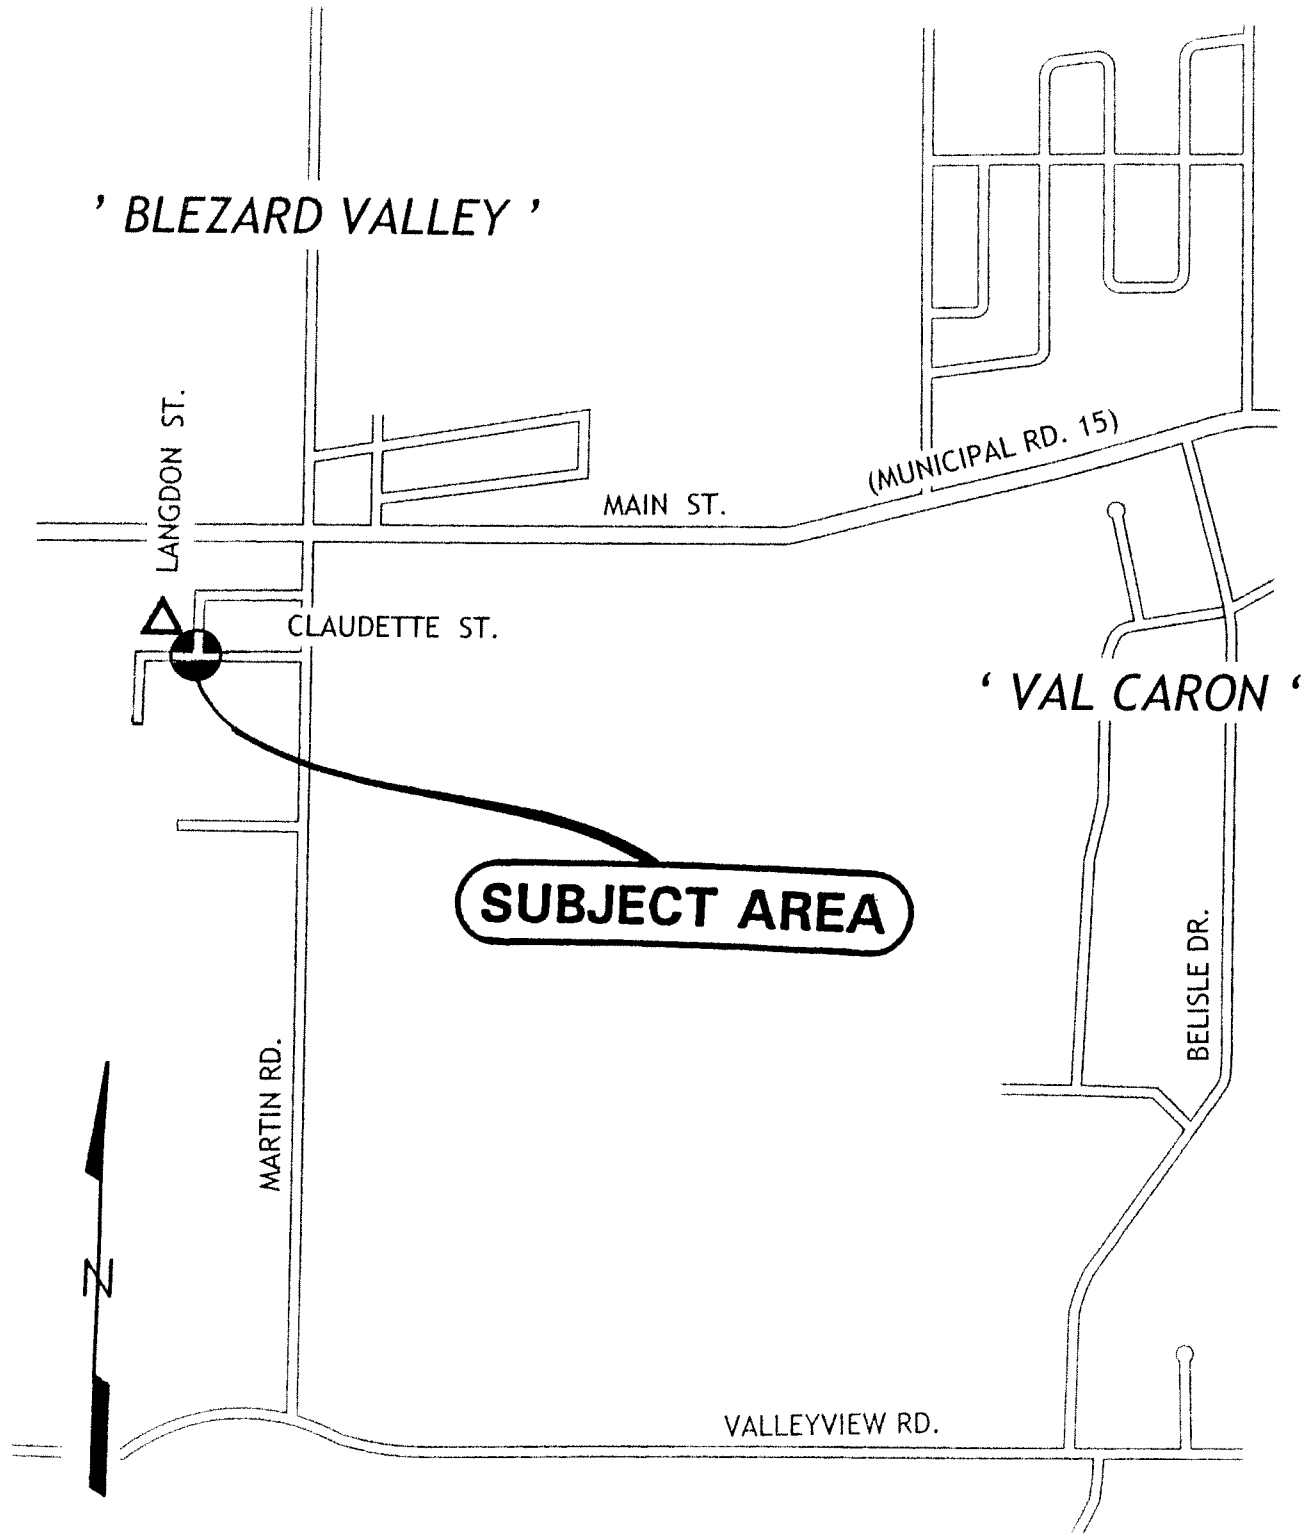 ' BLEZARD VALLEY '
LANGDON ST.
(MUNICIPAL RD. 15)
MAIN ST.
CLAUDETTE ST.
‘ VAL CARON ‘
SUBJECT AREA
BELISLE DR.
MARTIN RD.
N
VALLEYVIEW RD.